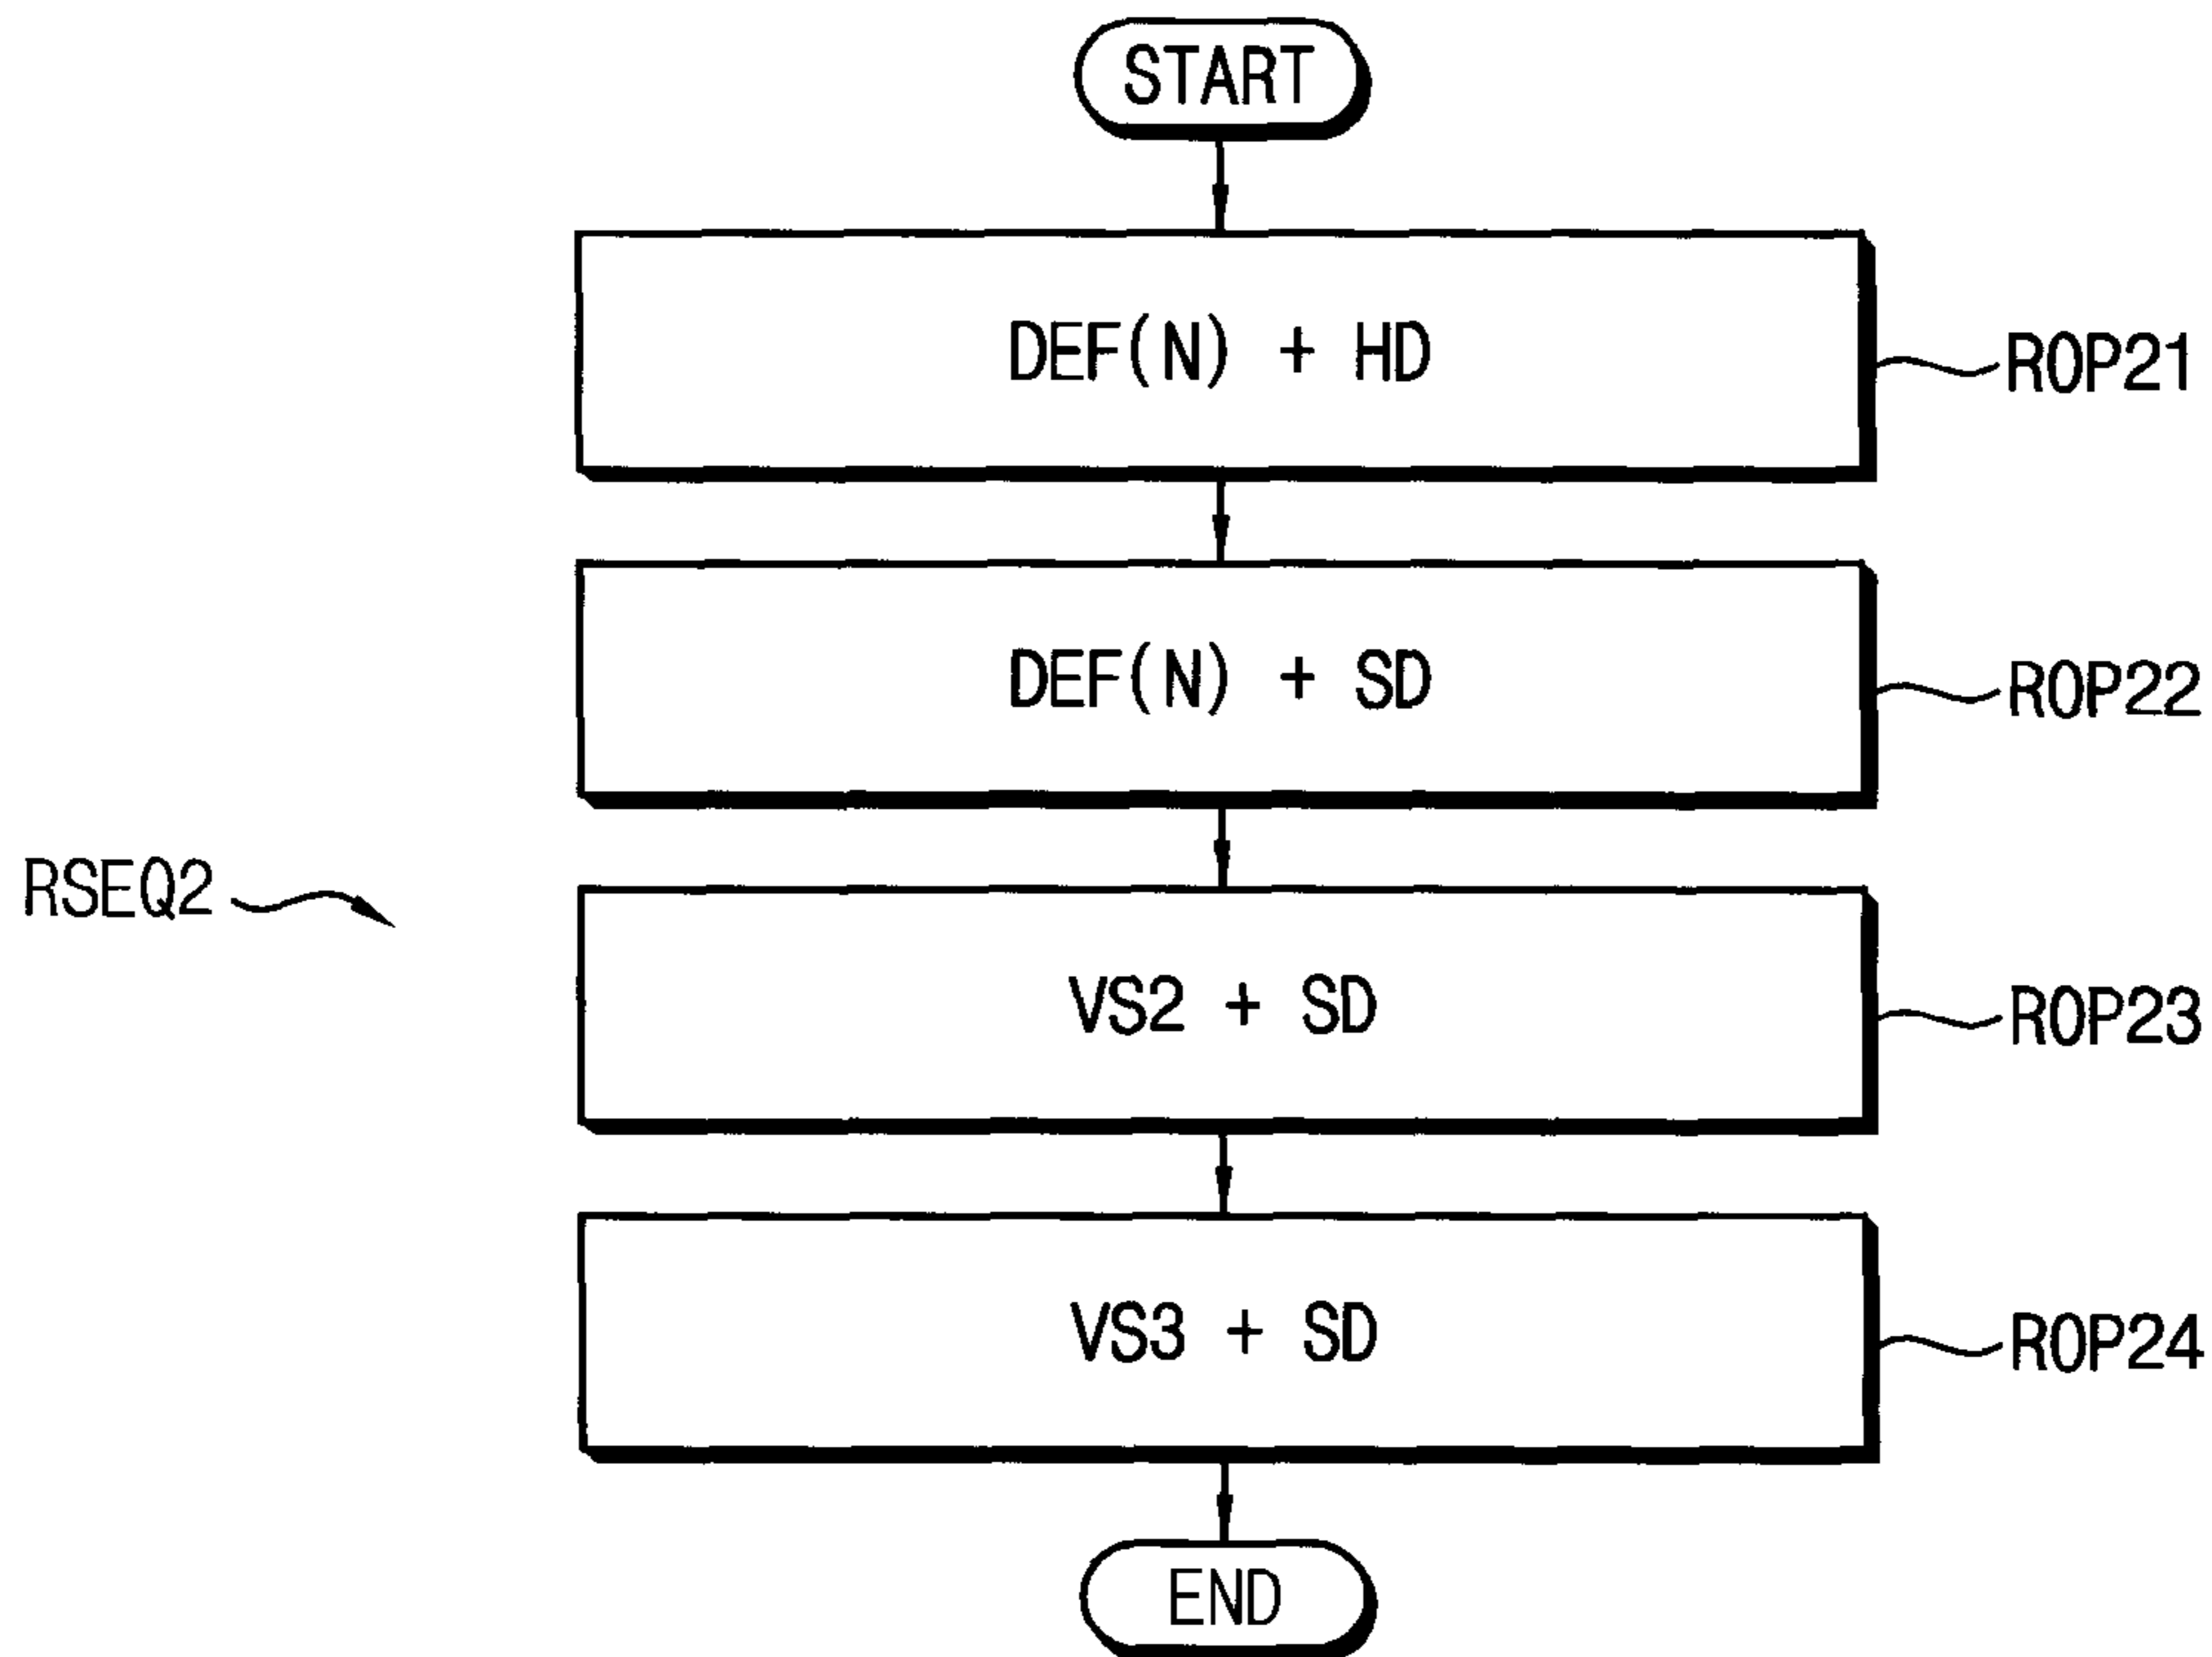 START
DEF(N) + HD
ROP21
DEF(N) + SD
ROP22
RSEQ2
VS2 + SD
ROP23
VS3 + SD
ROP24
END